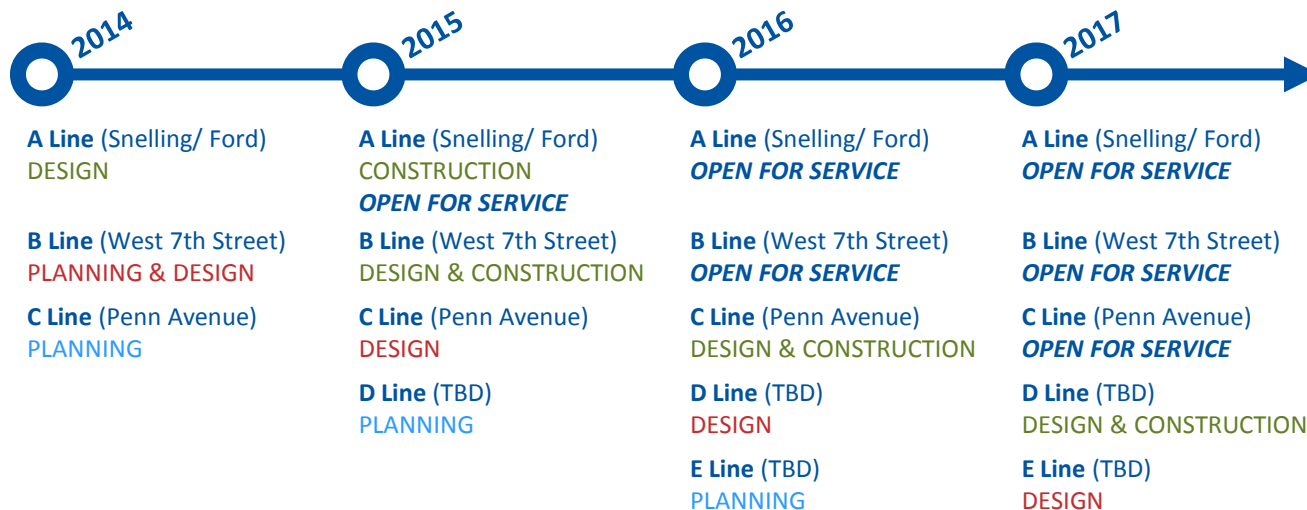 2014
2015
2016
2017
A Line (Snelling/ Ford)
DESIGN
B Line (West 7th Street)
PLANNING & DESIGN
C Line (Penn Avenue)
PLANNING
A Line (Snelling/ Ford)
CONSTRUCTION
OPEN FOR SERVICE
B Line (West 7th Street)
DESIGN & CONSTRUCTION
C Line (Penn Avenue)
DESIGN
D Line (TBD)
PLANNING
A Line (Snelling/ Ford)
OPEN FOR SERVICE
B Line (West 7th Street)
OPEN FOR SERVICE
C Line (Penn Avenue)
DESIGN & CONSTRUCTION
D Line (TBD)
DESIGN
E Line (TBD)
PLANNING
A Line (Snelling/ Ford)
OPEN FOR SERVICE
B Line (West 7th Street)
OPEN FOR SERVICE
C Line (Penn Avenue)
OPEN FOR SERVICE
D Line (TBD)
DESIGN & CONSTRUCTION
E Line (TBD)
DESIGN